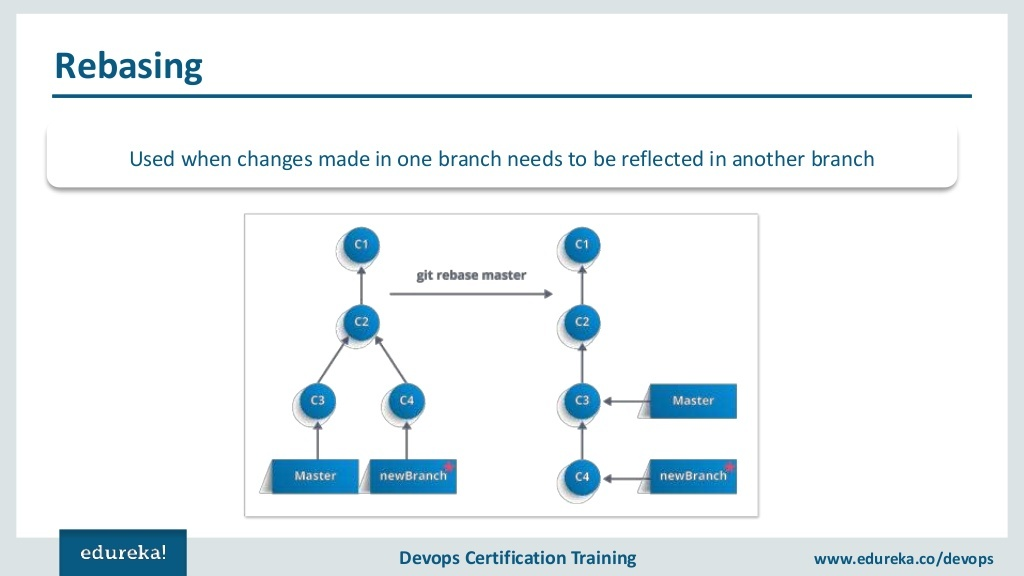 Rebasing
Used when changes made in one branch needs to be reflected in another branch
C1
C1
git rebase master
C2
C2
C3
C4
C3
Master
Master
newBranch*
C4
newBranch*
edureka!
Devops Certification Training
www.edureka.co/devops